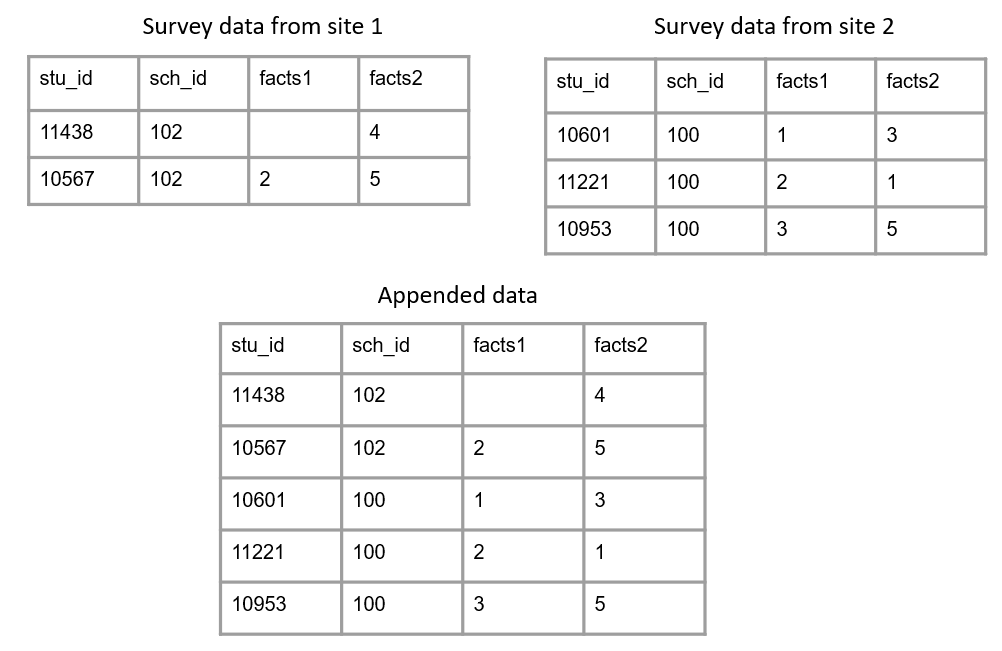 Survey data from site 1
stu_id sch_id facts1 facts2
11438 102 4
10567 102 2 5
Survey data from site 2
stu_id sch_id facts1 facts2
10601 100 1 3
11221 100 2 1
10953 100 3 5
Appended data
stu_id sch_id facts1 facts2
11438 102 4
10567 102 2 5
10601 100 1 3
11221 100 2 1
10953 100 3 5